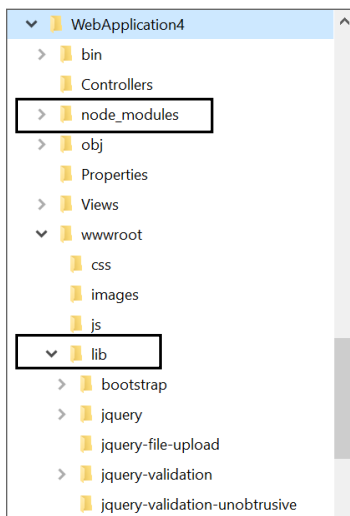 WebApplication4
bin
Controllers
node_modules
obj
Properties
Views
wwwroot
css
images
js
lib
bootstrap
jquery
jquery-file-upload
jquery-validation
jquery-validation-unobtrusive